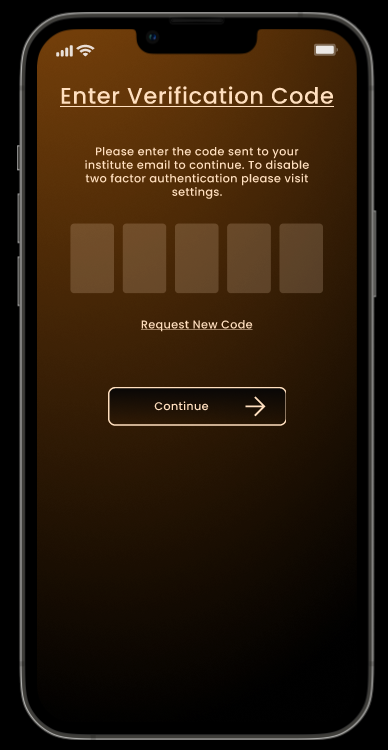 Enter Verification Code
Please enter the code sent to your
institute email to continue. To disable
two factor authentication please visit
settings.
Request New Code
Continue